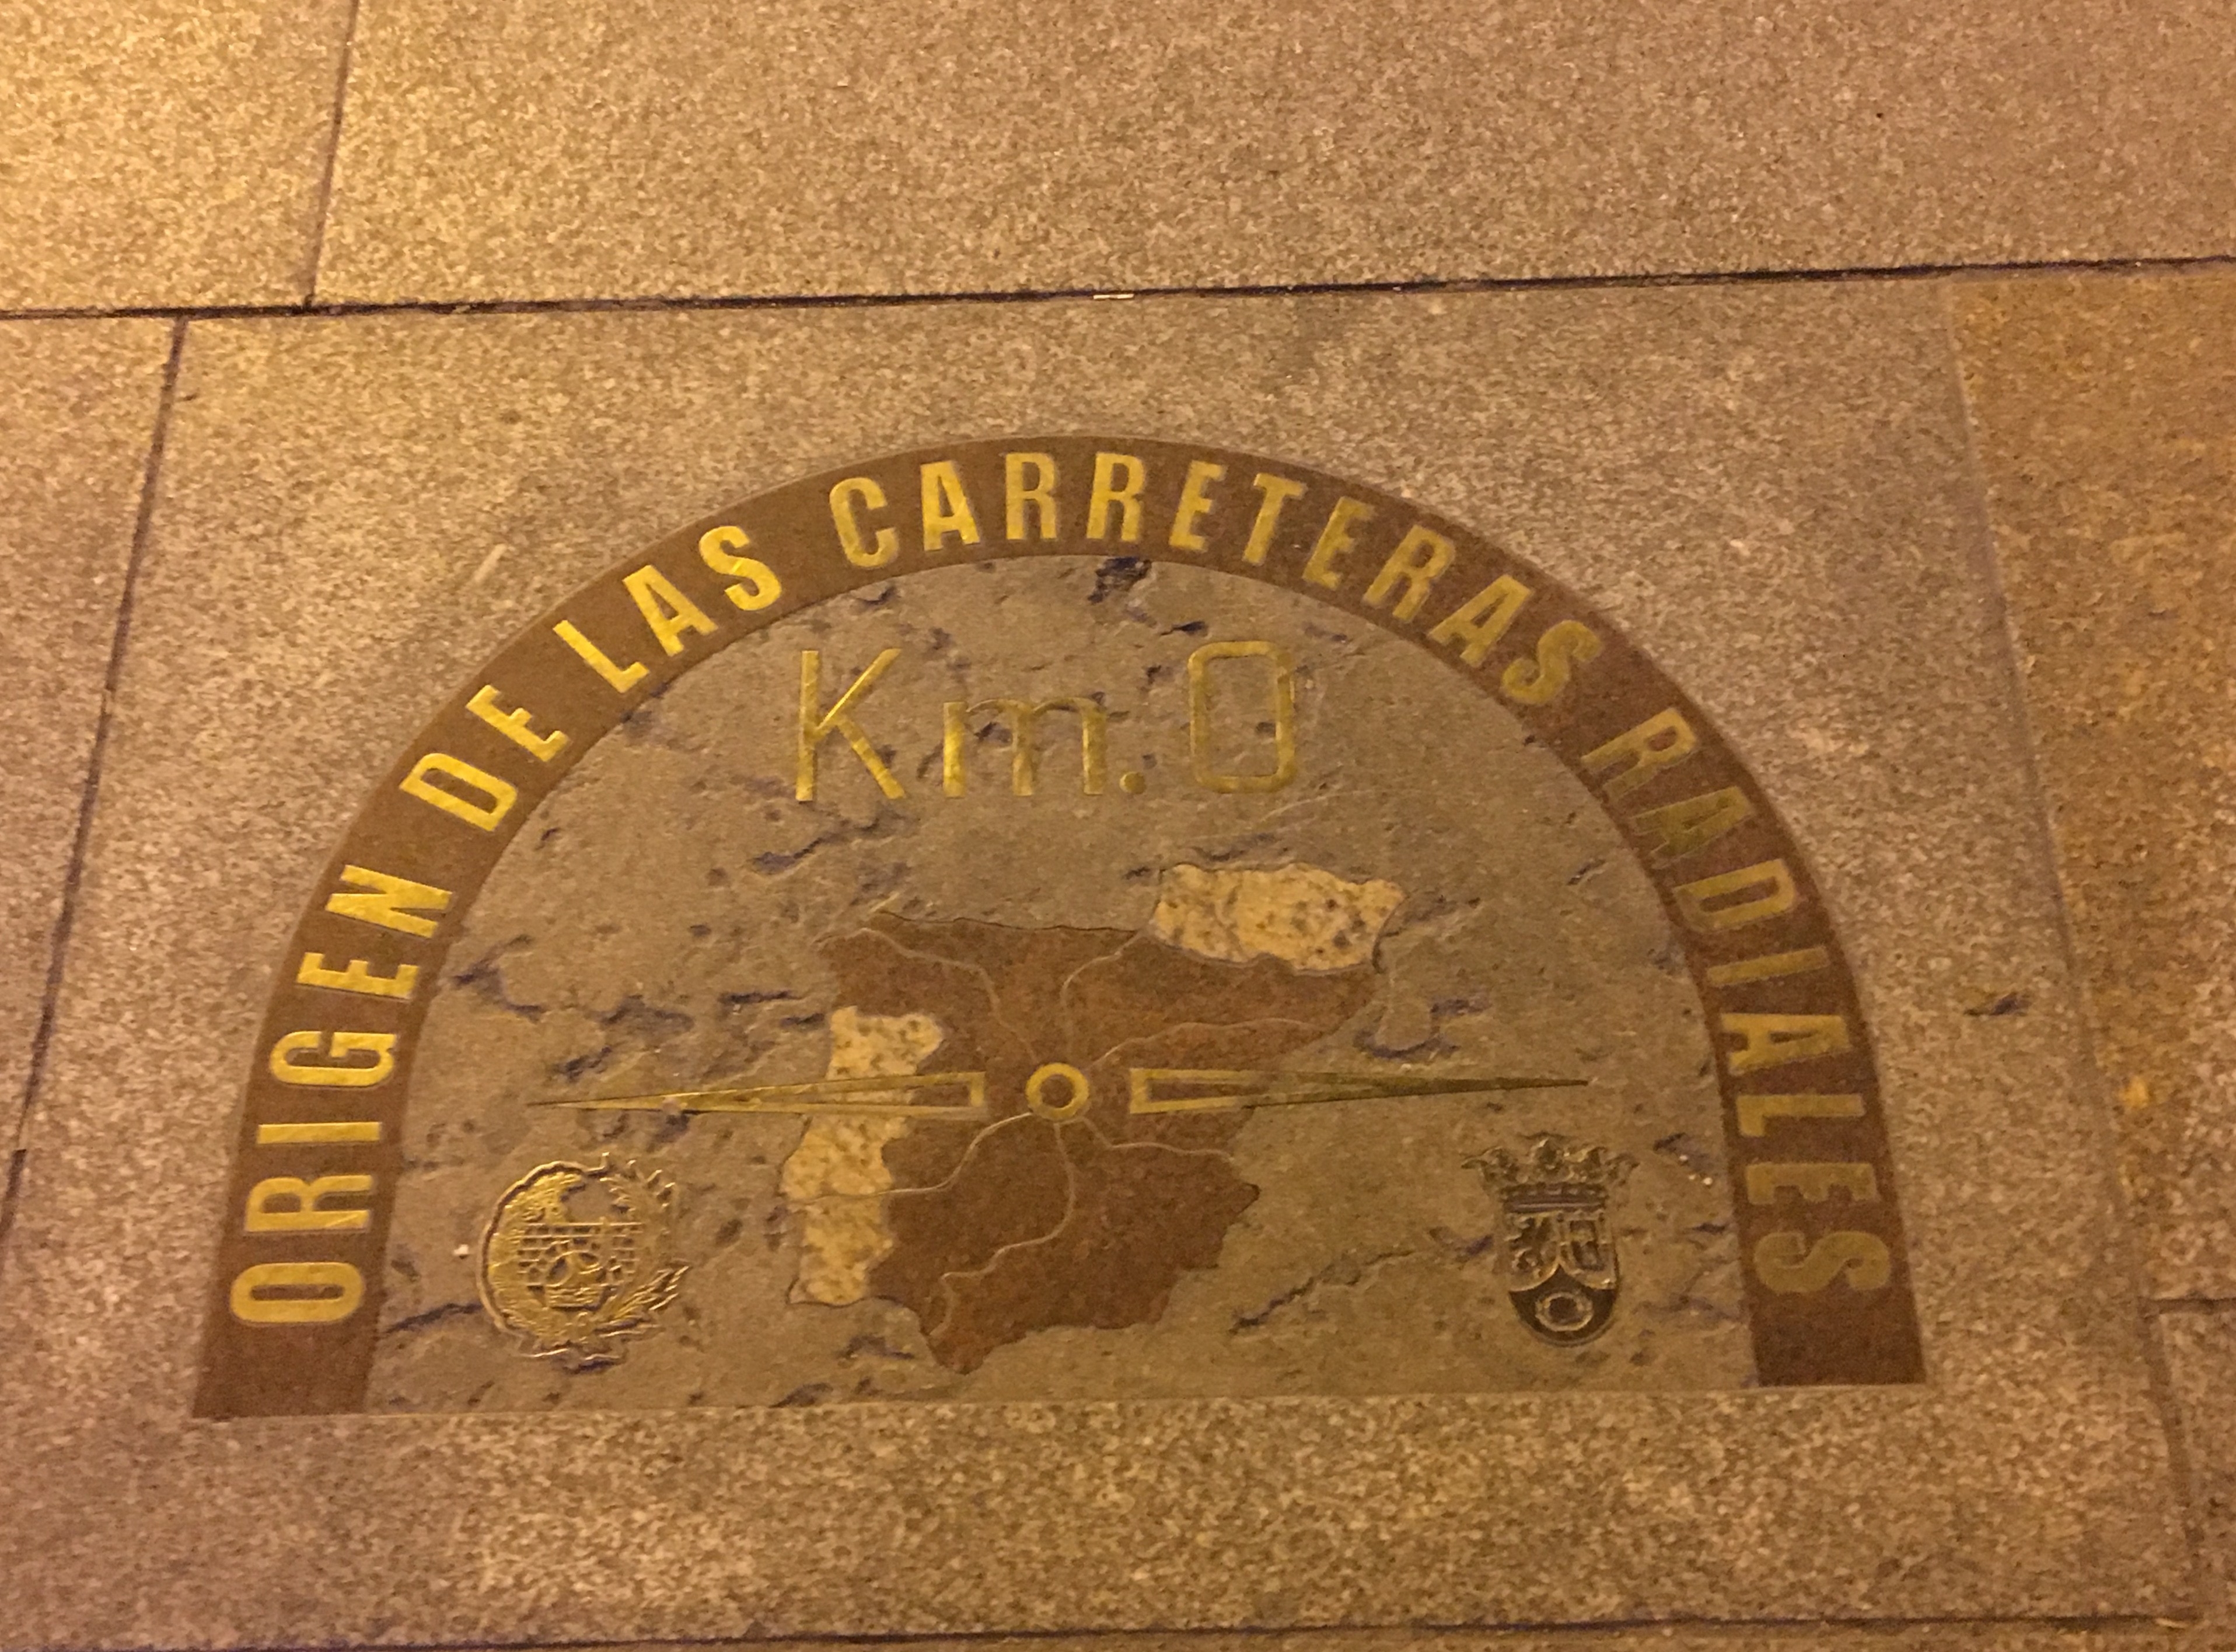 ORIGEN DE LAS CARRETERAS RADIALES
Km.0